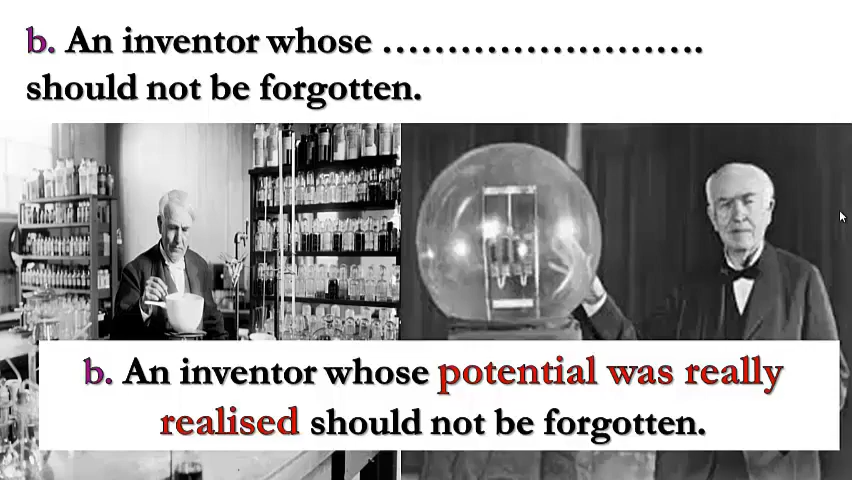 b. An inventor whose ……………………….
should not be forgotten.
b. An inventor whose potential was really
realised should not be forgotten.